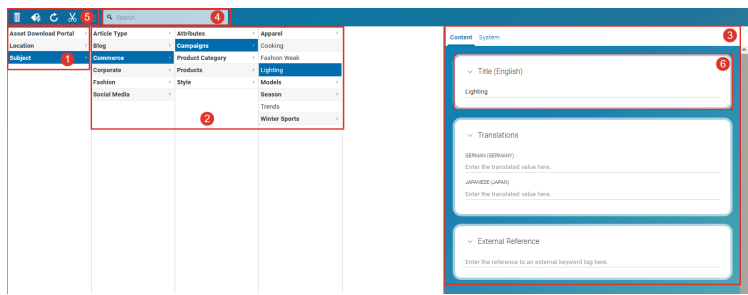 5
Search...
4
Asset Download Portal
Location
Subject
1
Article Type
Blog
Commerce
Corporate
Fashion
Social Media
Attributes
Campaigns
Product Category
Products
Style
2
Apparel
Cooking
Fashion Week
Lighting
Models
Season
Trends
Winter Sports
Content System
3
6
Title (English)
Lighting
Translations
GERMAN (GERMANY)
Enter the translated value here.
JAPANESE (JAPAN)
Enter the translated value here.
External Reference
Enter the reference to an external keyword tag here.